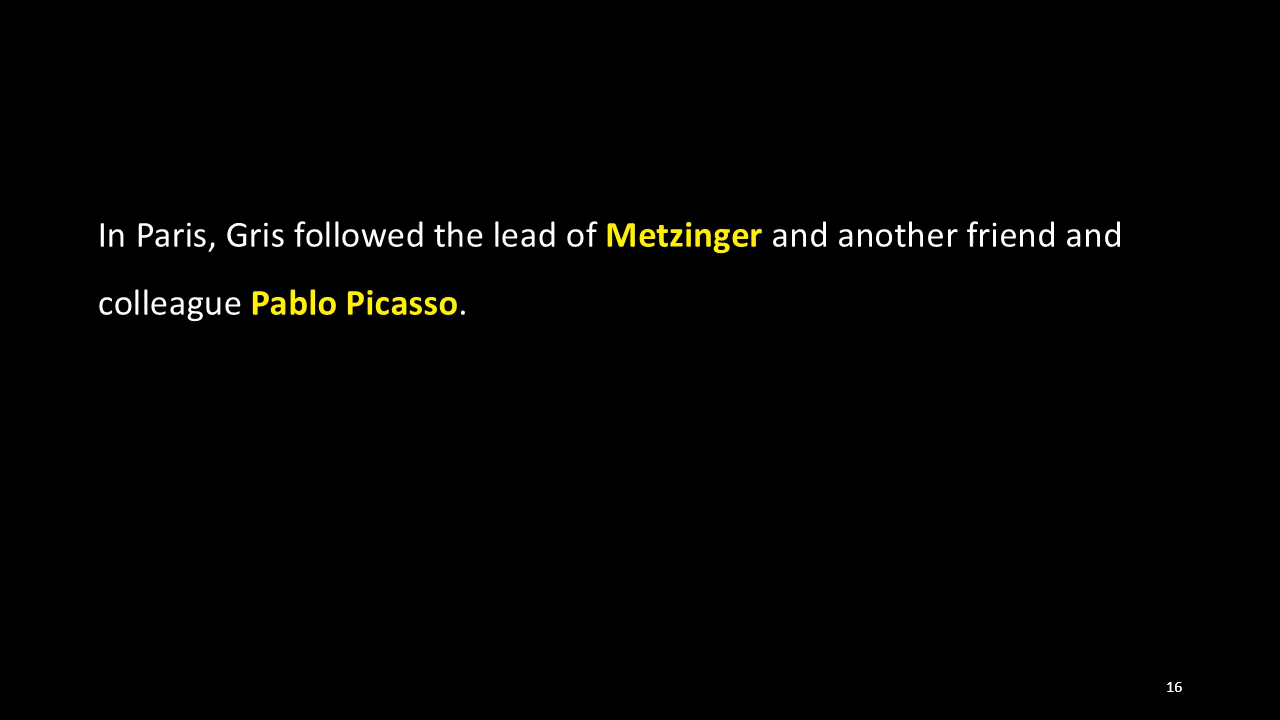 In Paris, Gris followed the lead of Metzinger and another friend and
colleague Pablo Picasso.
16